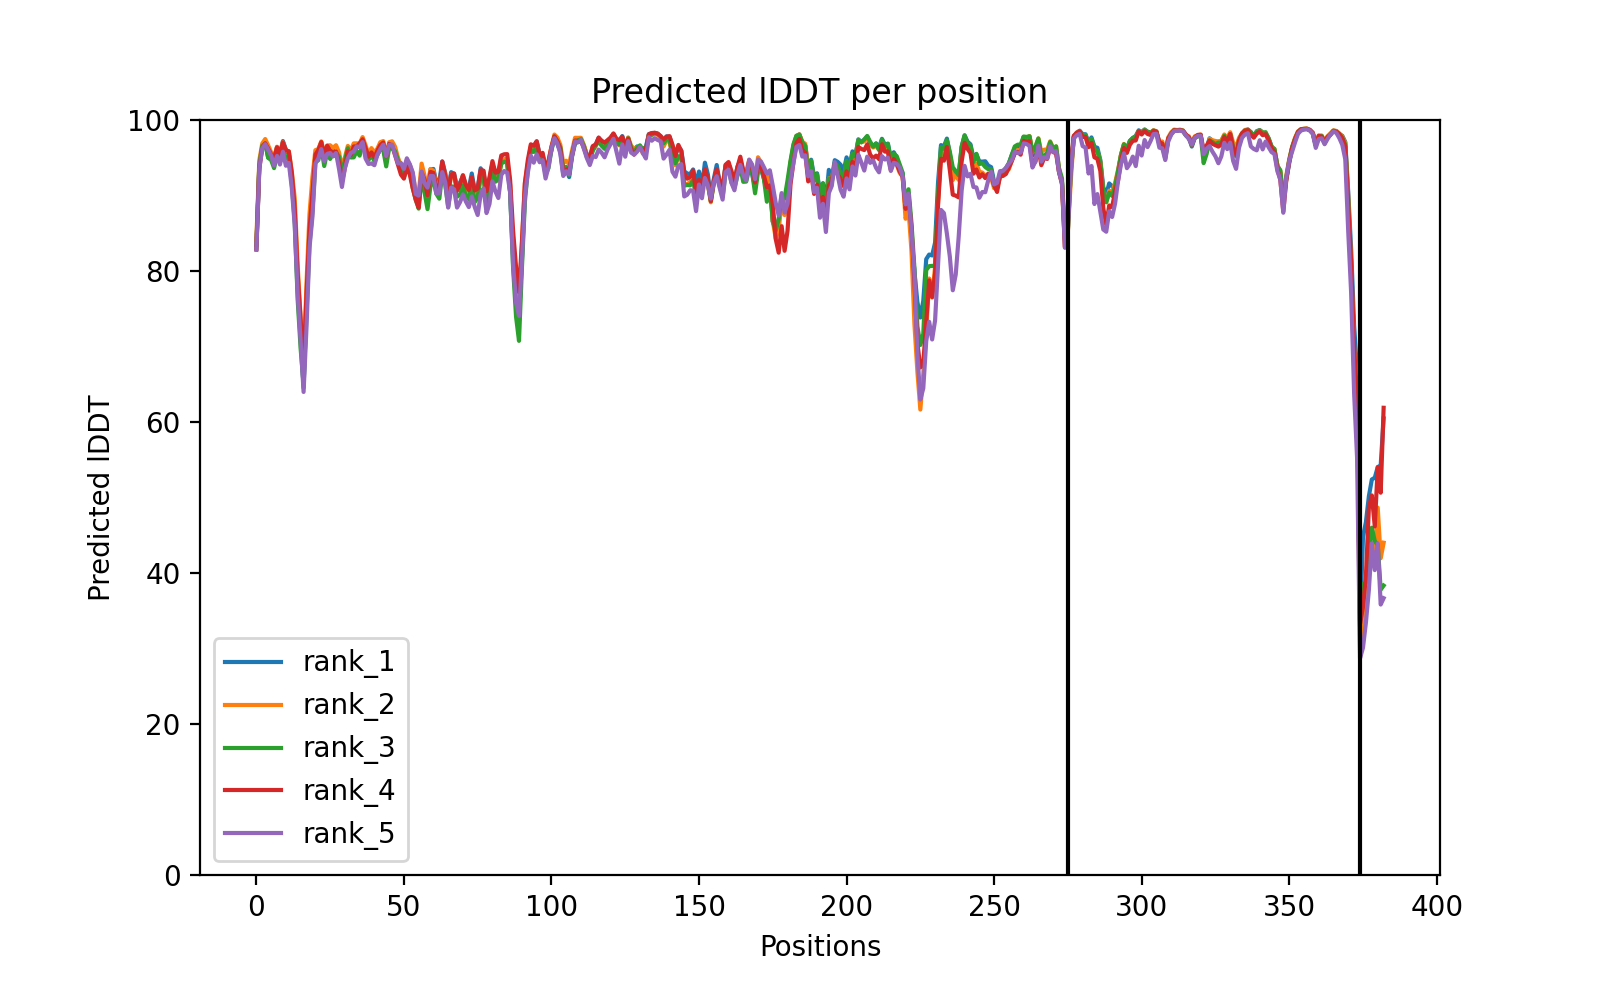 Predicted lDDT per position
100
80
60
40
20
0
Predicted lDDT
rank_1
rank_2
rank_3
rank_4
rank_5
0 50 100 150 200 250 300 350 400
Positions